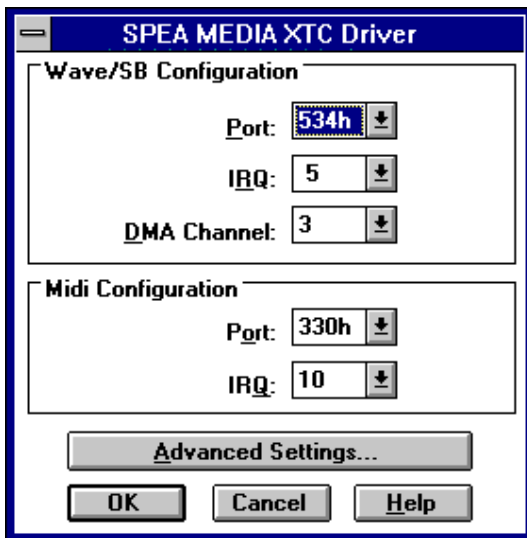 SPEA MEDIA XTC Driver
Wave/SB Configuration
Port: 534h
IRQ: 5
DMA Channel: 3
Midi Configuration
Port: 330h
IRQ: 10
Advanced Settings...
OK Cancel Help